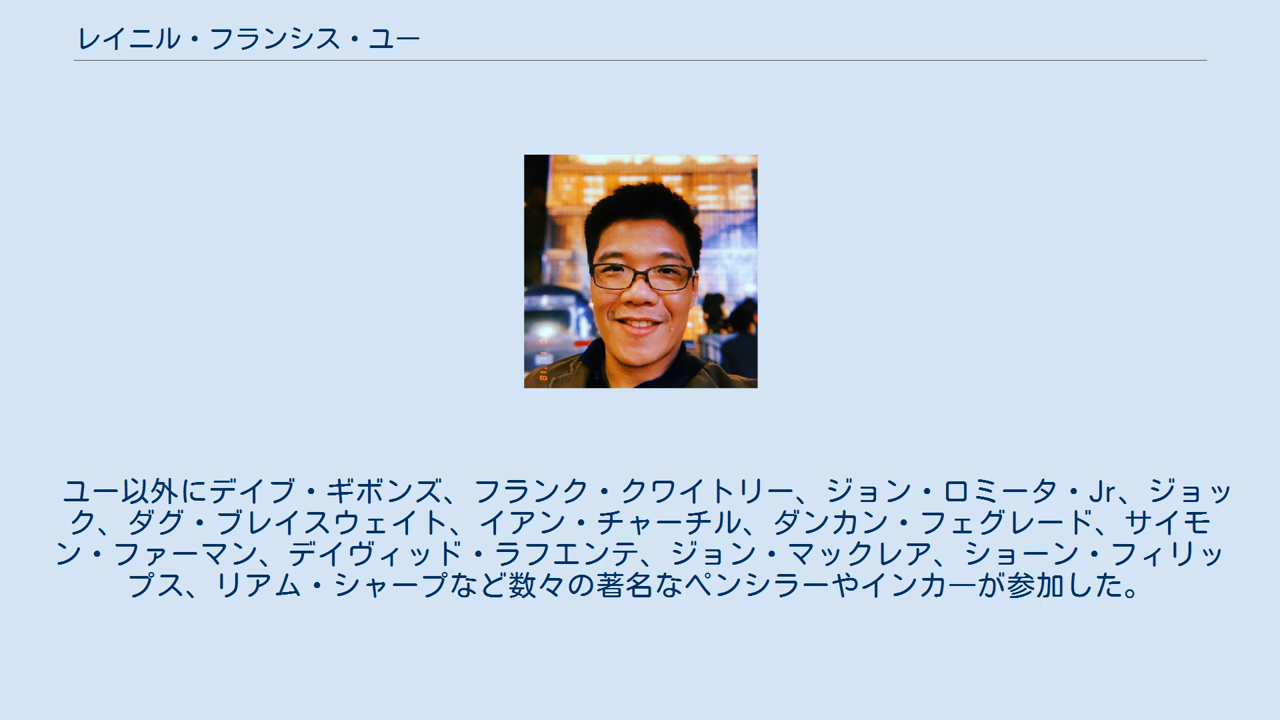 レイニル・フランシス・ユー
ユー以外にデイブ・ギボンズ、フランク・クワイトリー、ジョン・ロミータ・Jr、ジョッ
ク、ダグ・ブレイスウェイト、イアン・チャーチル、ダンカン・フェグレード、サイモ
ン・ファーマン、デイヴィッド・ラフエンテ、ジョン・マックレア、ショーン・フィリッ
プス、リアム・シャープなど数々の著名なペンシラーやインカ―が参加した。